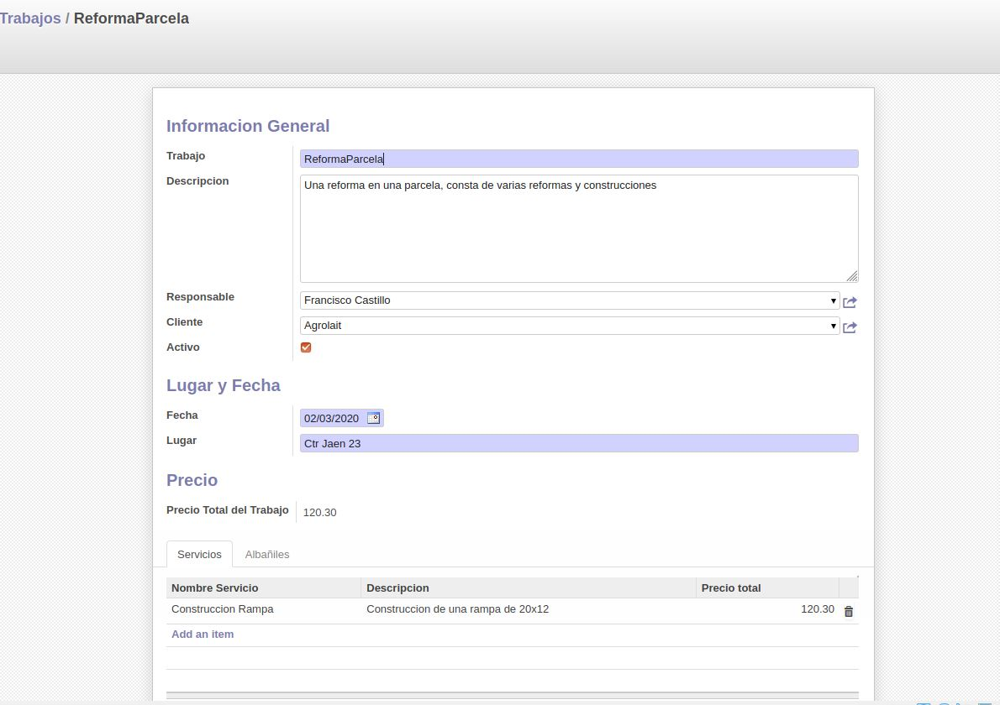 Trabajos / ReformaParcela
Informacion General
Trabajo ReformaParcela
Descripcion Una reforma en una parcela, consta de varias reformas y construcciones
Responsable Francisco Castillo
Cliente Agrolait
Activo
Lugar y Fecha
Fecha 02/03/2020
Lugar Ctr Jaen 23
Precio
Precio Total del Trabajo 120.30
Servicios Albañiles
Nombre Servicio Descripcion Precio total
Construccion Rampa Construccion de una rampa de 20x12 120.30
Add an item